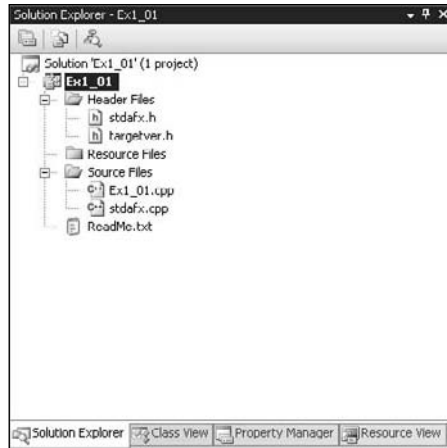 Solution Explorer - Ex1_01
Solution 'Ex1_01' (1 project)
Ex1_01
Header Files
stdafx.h
targetver.h
Resource Files
Source Files
Ex1_01.cpp
stdafx.cpp
ReadMe.txt
Solution Explorer Class View Property Manager Resource View